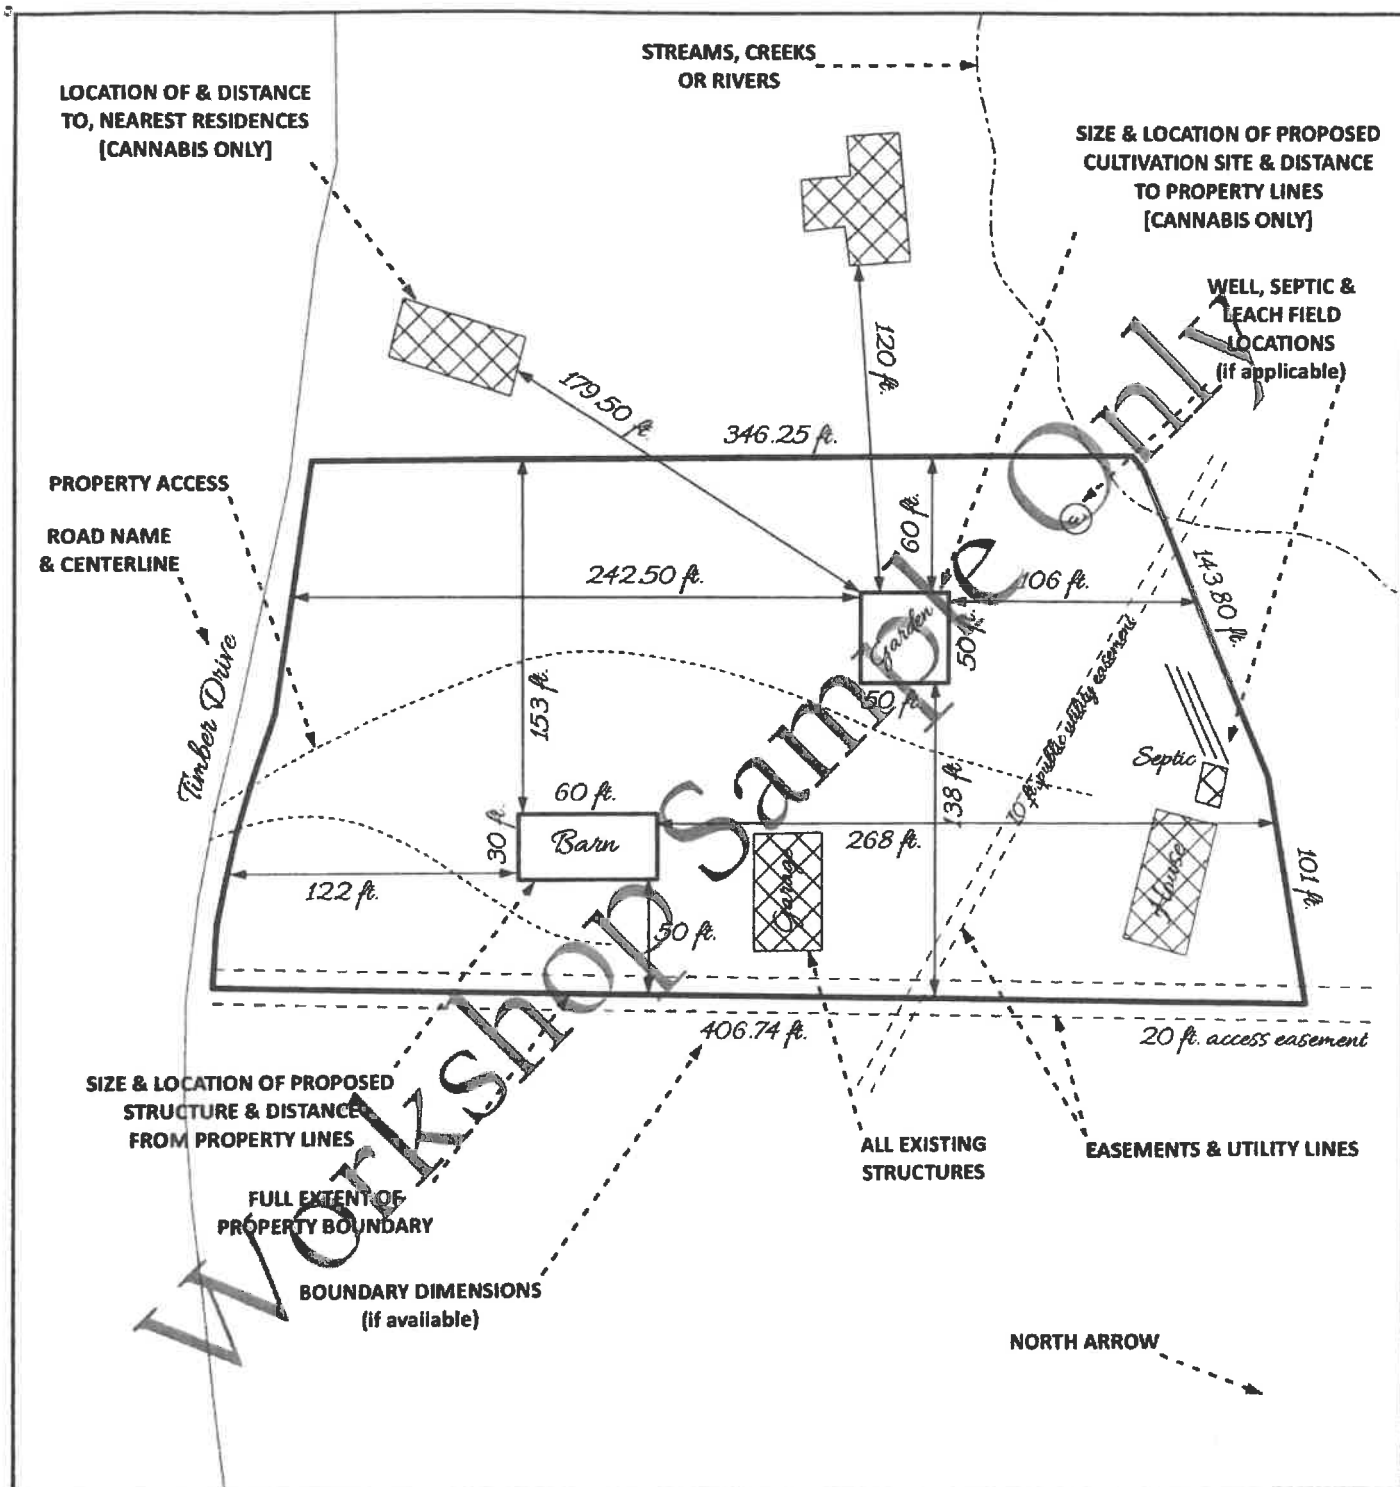 STREAMS, CREEKS
OR RIVERS
LOCATION OF & DISTANCE
TO, NEAREST RESIDENCES
[CANNABIS ONLY]
SIZE & LOCATION OF PROPOSED
CULTIVATION SITE & DISTANCE
TO PROPERTY LINES
[CANNABIS ONLY]
WELL, SEPTIC &
LEACH FIELD
LOCATIONS
(if applicable)
120 ft.
179.50 ft.
346.25 ft.
PROPERTY ACCESS
ROAD NAME
& CENTERLINE
Timber Drive
60 ft.
W
242.50 ft.
106 ft.
143.80 ft.
Garden
50 ft.
50 ft.
153 ft.
10 ft. public utility easement
Septic
60 ft.
30 ft.
Barn
138 ft.
268 ft.
Garage
House
101 ft.
122 ft.
50 ft.
406.74 ft.
20 ft. access easement
SIZE & LOCATION OF PROPOSED
STRUCTURE & DISTANCE
FROM PROPERTY LINES
ALL EXISTING
STRUCTURES
EASEMENTS & UTILITY LINES
FULL EXTENT OF
PROPERTY BOUNDARY
BOUNDARY DIMENSIONS
(if available)
NORTH ARROW
Workshop Sample Only